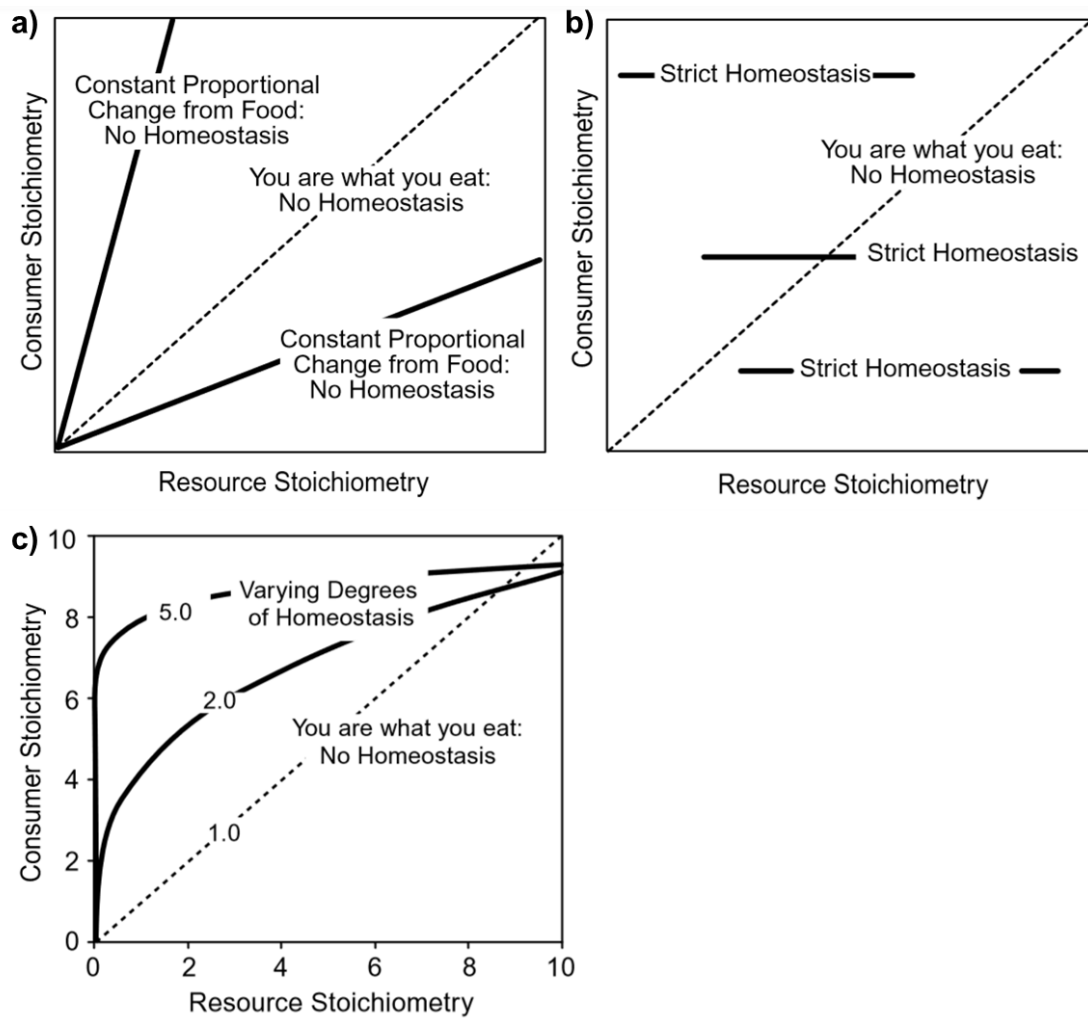 a)
Constant Proportional
Change from Food:
No Homeostasis
You are what you eat:
No Homeostasis
Constant Proportional
Change from Food:
No Homeostasis
Consumer Stoichiometry
Resource Stoichiometry
b)
Strict Homeostasis
You are what you eat:
No Homeostasis
Strict Homeostasis
Strict Homeostasis
Consumer Stoichiometry
Resource Stoichiometry
c)
10
8
6
4
2
0
Consumer Stoichiometry
5.0
Varying Degrees
of Homeostasis
2.0
You are what you eat:
No Homeostasis
1.0
0 2 4 6 8 10
Resource Stoichiometry